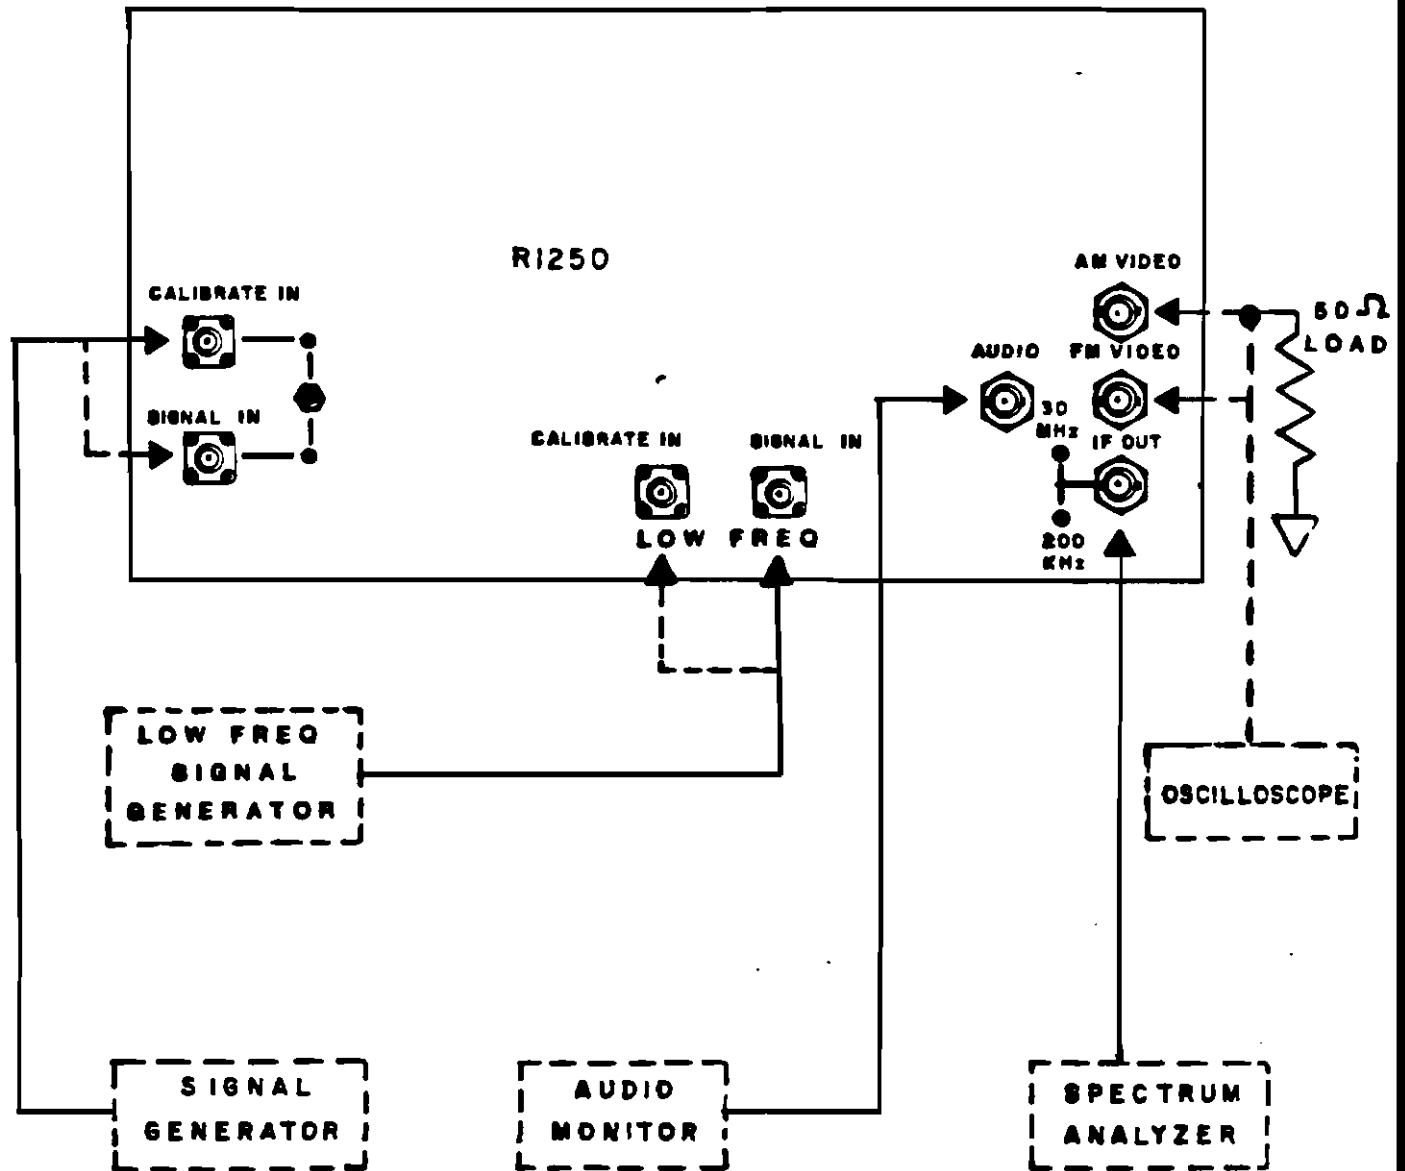 R1250
CALIBRATE IN
SIGNAL IN
AM VIDEO
50 Ω
LOAD
AUDIO
FM VIDEO
30
MHz
IF OUT
200
KHz
CALIBRATE IN
SIGNAL IN
LOW FREQ
LOW FREQ
SIGNAL
GENERATOR
OSCILLOSCOPE
SIGNAL
GENERATOR
AUDIO
MONITOR
SPECTRUM
ANALYZER